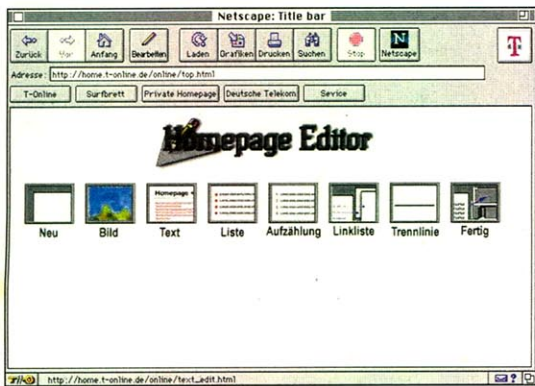 Netscape: Title bar
Zurück Vor Anfang Bearbeiten Laden Grafiken Drucken Suchen Stop Netscape
N
T
Adresse: http://home.t-online.de/online/top.html
T-Online Surfbrett Private Homepage Deutsche Telekom Sevice
Homepage Editor
Homepage
Neu Bild Text Liste Aufzählung Linkliste Trennlinie Fertig
http://home.t-online.de/online/text_edit.html